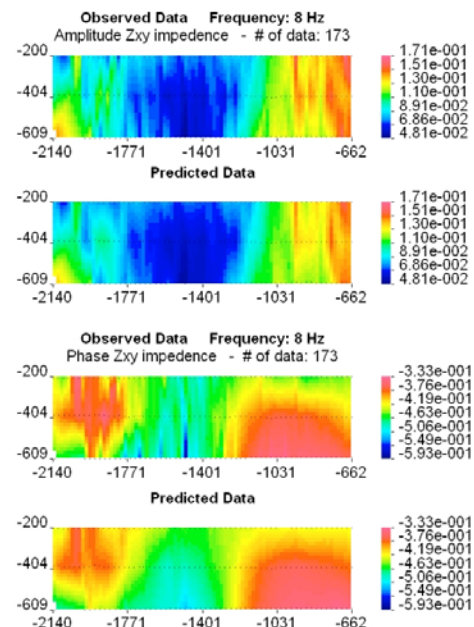 Observed Data Frequency: 8 Hz
Amplitude Zxy impedence - # of data: 173
-200
-404
-609
-2140 -1771 -1401 -1031 -662
1.71e-001
1.51e-001
1.30e-001
1.10e-001
8.91e-002
6.86e-002
4.81e-002
Predicted Data
-200
-404
-609
-2140 -1771 -1401 -1031 -662
1.71e-001
1.51e-001
1.30e-001
1.10e-001
8.91e-002
6.86e-002
4.81e-002
Observed Data Frequency: 8 Hz
Phase Zxy impedence - # of data: 173
-200
-404
-609
-2140 -1771 -1401 -1031 -662
-3.33e-001
-3.76e-001
-4.19e-001
-4.63e-001
-5.06e-001
-5.49e-001
-5.93e-001
Predicted Data
-200
-404
-609
-2140 -1771 -1401 -1031 -662
-3.33e-001
-3.76e-001
-4.19e-001
-4.63e-001
-5.06e-001
-5.49e-001
-5.93e-001